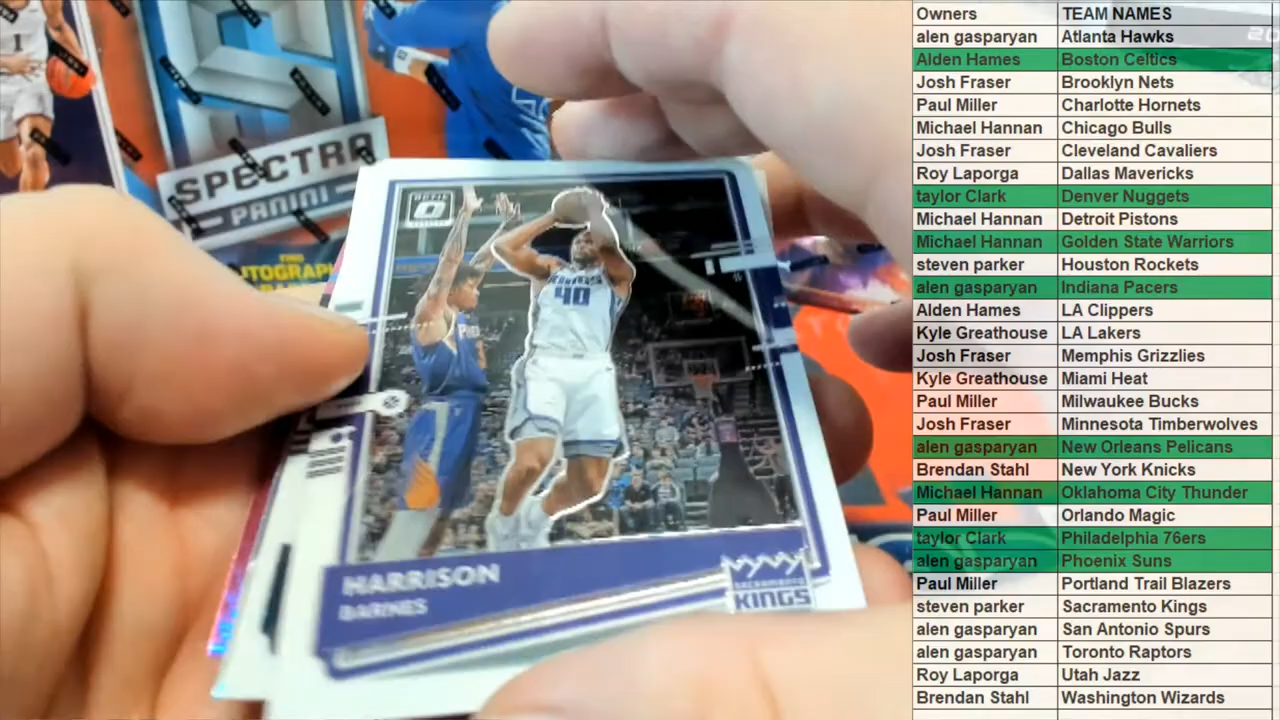 SPECTRA
PANINI
OPTIC
KINGS
40
HARRISON
BARNES
SACRAMENTO
KINGS
Owners TEAM NAMES
alen gasparyan Atlanta Hawks
Alden Hames Boston Celtics
Josh Fraser Brooklyn Nets
Paul Miller Charlotte Hornets
Michael Hannan Chicago Bulls
Josh Fraser Cleveland Cavaliers
Roy Laporga Dallas Mavericks
taylor Clark Denver Nuggets
Michael Hannan Detroit Pistons
Michael Hannan Golden State Warriors
steven parker Houston Rockets
alen gasparyan Indiana Pacers
Alden Hames LA Clippers
Kyle Greathouse LA Lakers
Josh Fraser Memphis Grizzlies
Kyle Greathouse Miami Heat
Paul Miller Milwaukee Bucks
Josh Fraser Minnesota Timberwolves
alen gasparyan New Orleans Pelicans
Brendan Stahl New York Knicks
Michael Hannan Oklahoma City Thunder
Paul Miller Orlando Magic
taylor Clark Philadelphia 76ers
alen gasparyan Phoenix Suns
Paul Miller Portland Trail Blazers
steven parker Sacramento Kings
alen gasparyan San Antonio Spurs
alen gasparyan Toronto Raptors
Roy Laporga Utah Jazz
Brendan Stahl Washington Wizards